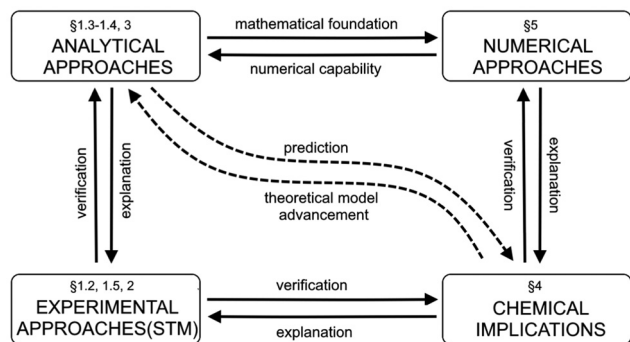 §1.3-1.4, 3
ANALYTICAL
APPROACHES
mathematical foundation
numerical capability
§5
NUMERICAL
APPROACHES
verification
explanation
prediction
theoretical model
advancement
verification
explanation
§1.2, 1.5, 2
EXPERIMENTAL
APPROACHES(STM)
verification
explanation
§4
CHEMICAL
IMPLICATIONS